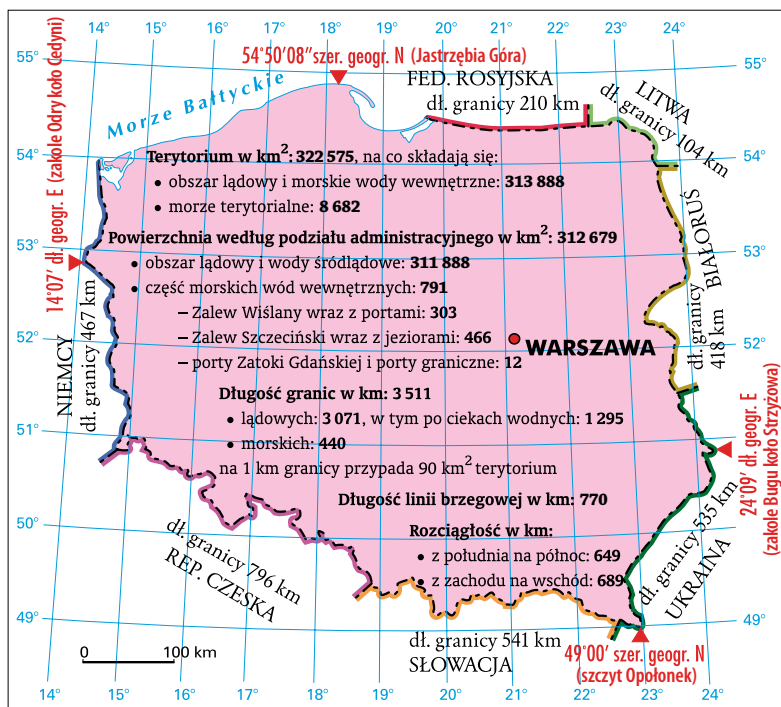 14° 15° 16° 17° 18° 19° 20° 21° 22° 23° 24°
54°50'08" szer. geogr. N (Jastrzębia Góra)
55° 55°
FED. ROSYJSKA
dł. granicy 210 km
LITWA
dł. granicy 104 km
Morze Bałtyckie
14°07' dł. geogr. E (zakole Odry koło Cedyni)
54° 54°
Terytorium w km²: 322 575, na co składają się:
• obszar lądowy i morskie wody wewnętrzne: 313 888
• morze terytorialne: 8 682
BIAŁORUŚ
dł. granicy
418 km
Powierzchnia według podziału administracyjnego w km²: 312 679
53° 53°
• obszar lądowy i wody śródlądowe: 311 888
• część morskich wód wewnętrznych: 791
– Zalew Wiślany wraz z portami: 303
– Zalew Szczeciński wraz z jeziorami: 466
52° 52°
WARSZAWA
– porty Zatoki Gdańskiej i porty graniczne: 12
NIEMCY
dł. granicy 467 km
Długość granic w km: 3 511
• lądowych: 3 071, w tym po ciekach wodnych: 1 295
51° 51°
• morskich: 440
na 1 km granicy przypada 90 km² terytorium
24°09' dł. geogr. E
(zakole Bugu koło Strzyżowa)
Długość linii brzegowej w km: 770
50° 50°
Rozciągłość w km:
• z południa na północ: 649
• z zachodu na wschód: 689
dł. granicy 535 km
UKRAINA
dł. granicy 796 km
REP. CZESKA
49° 49°
dł. granicy 541 km
SŁOWACJA
49°00' szer. geogr. N
(szczyt Opołonek)
0 100 km
14° 15° 16° 17° 18° 19° 20° 21° 22° 23° 24°